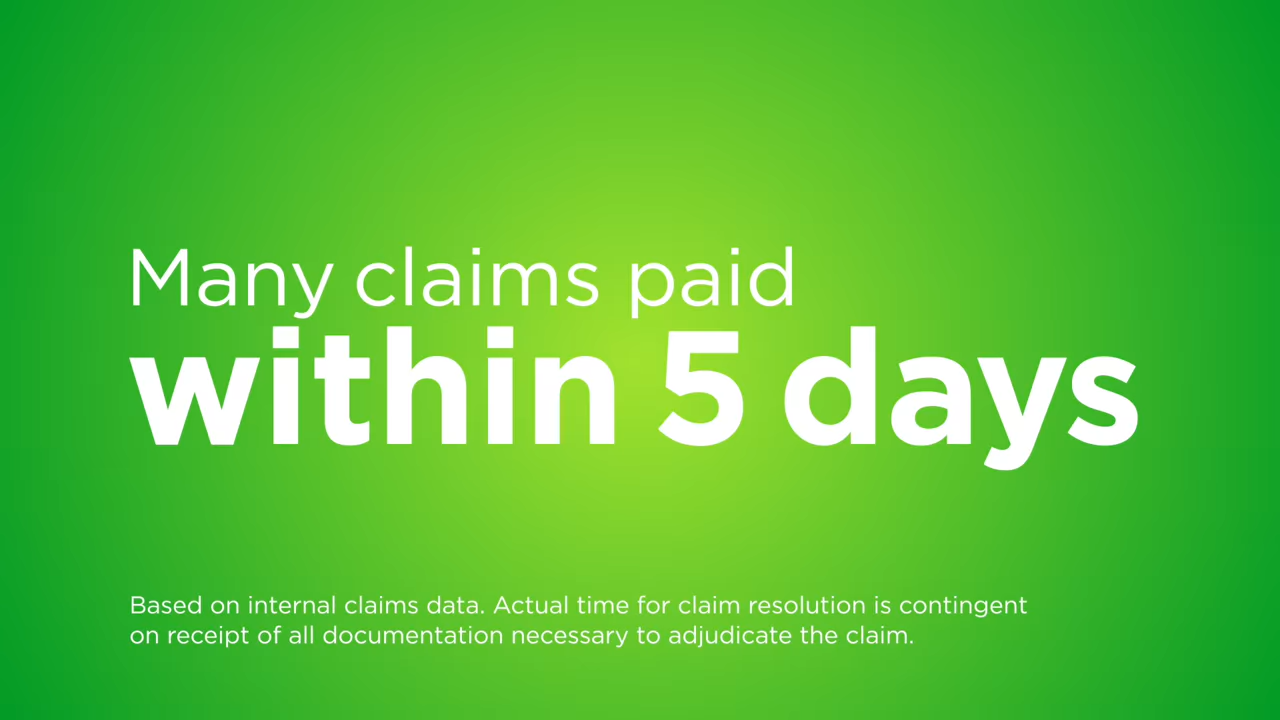 Many claims paid
within 5 days
Based on internal claims data. Actual time for claim resolution is contingent
on receipt of all documentation necessary to adjudicate the claim.